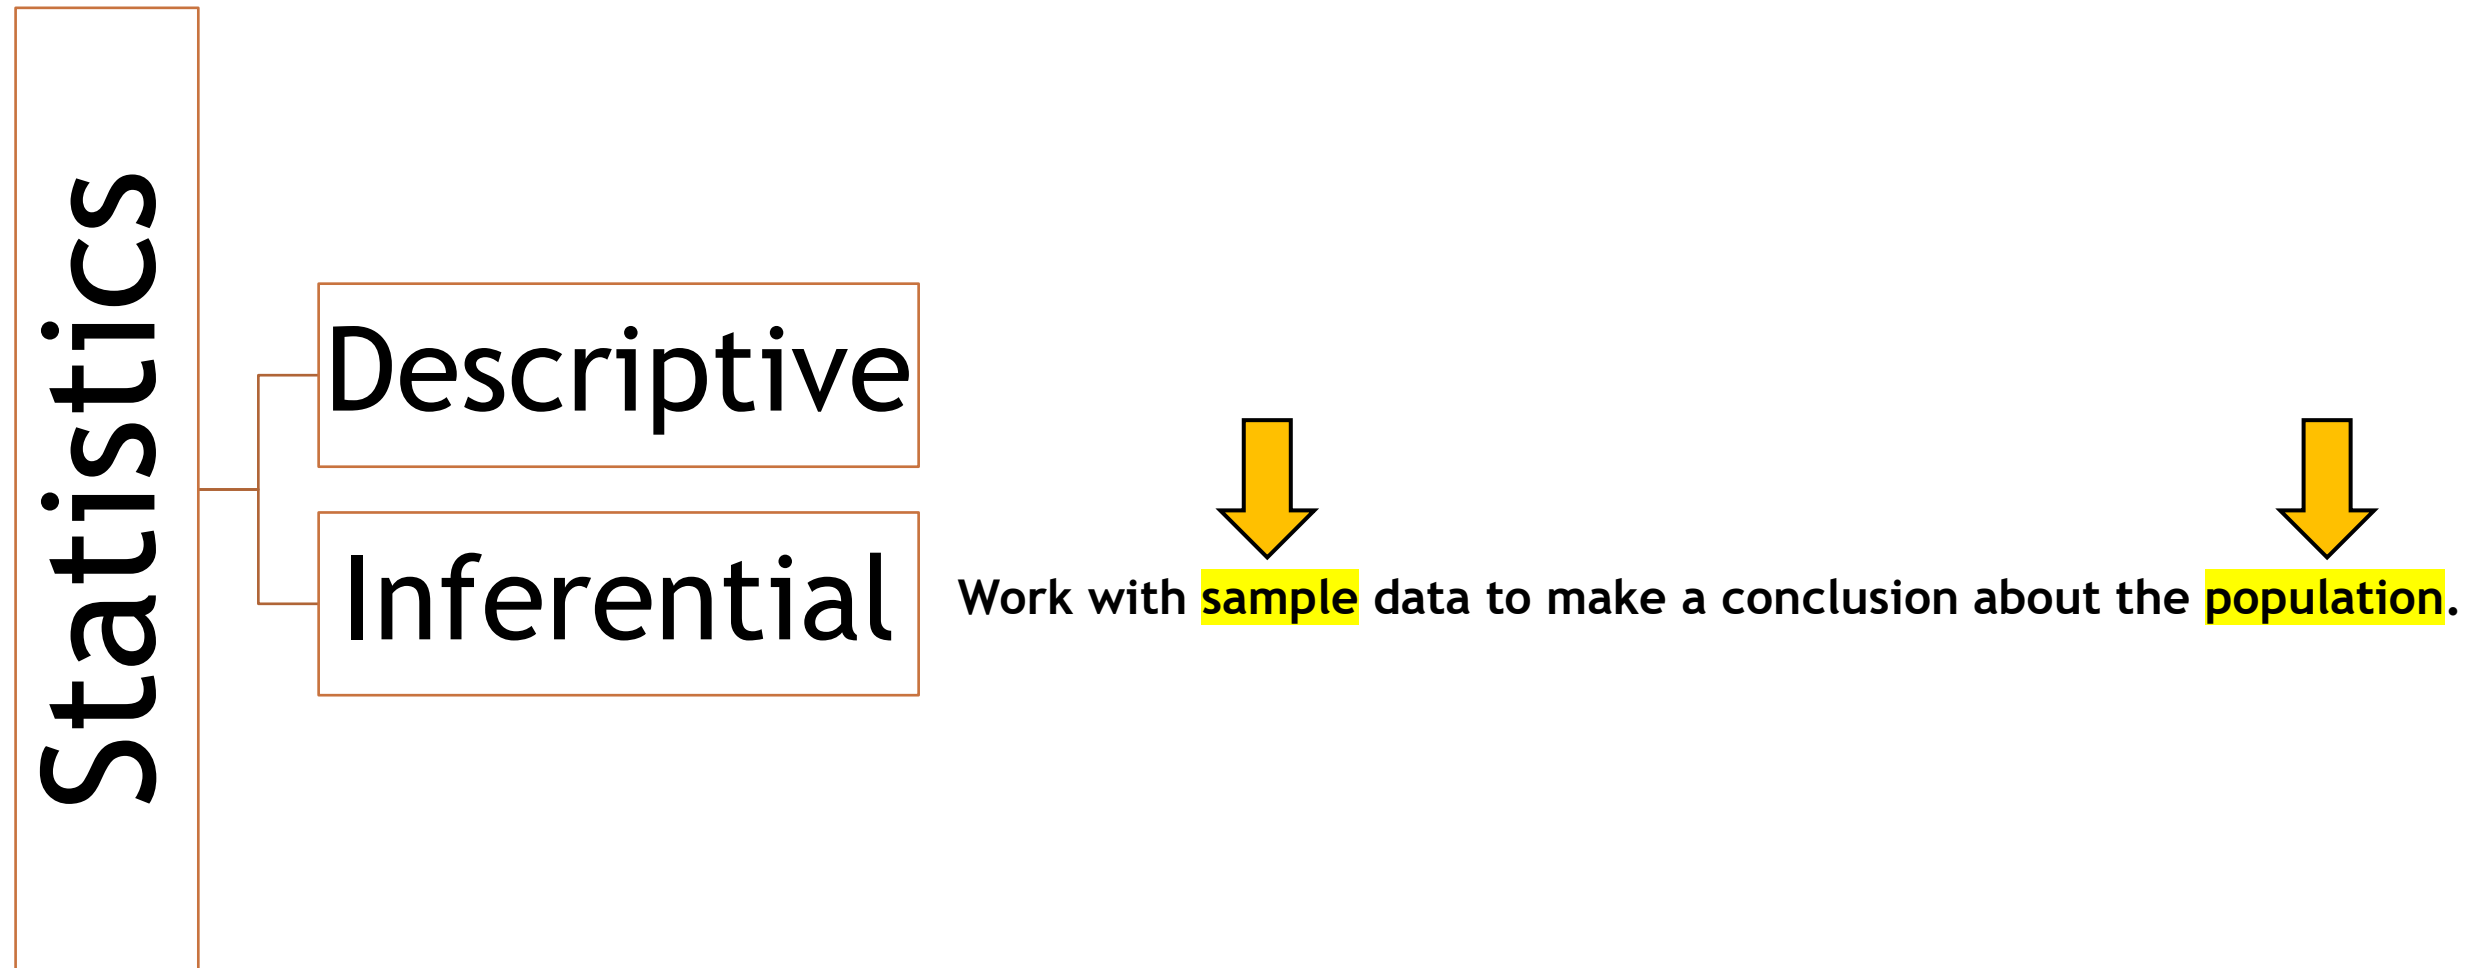 Statistics
Descriptive
Inferential
Work with sample data to make a conclusion about the population.